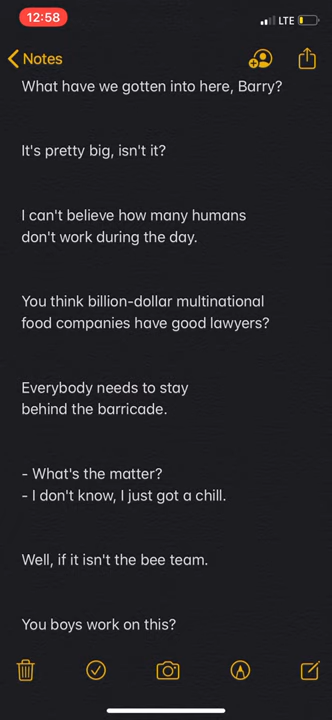 12:58
LTE
Notes
What have we gotten into here, Barry?
It's pretty big, isn't it?
I can't believe how many humans
don't work during the day.
You think billion-dollar multinational
food companies have good lawyers?
Everybody needs to stay
behind the barricade.
- What's the matter?
- I don't know, I just got a chill.
Well, if it isn't the bee team.
You boys work on this?